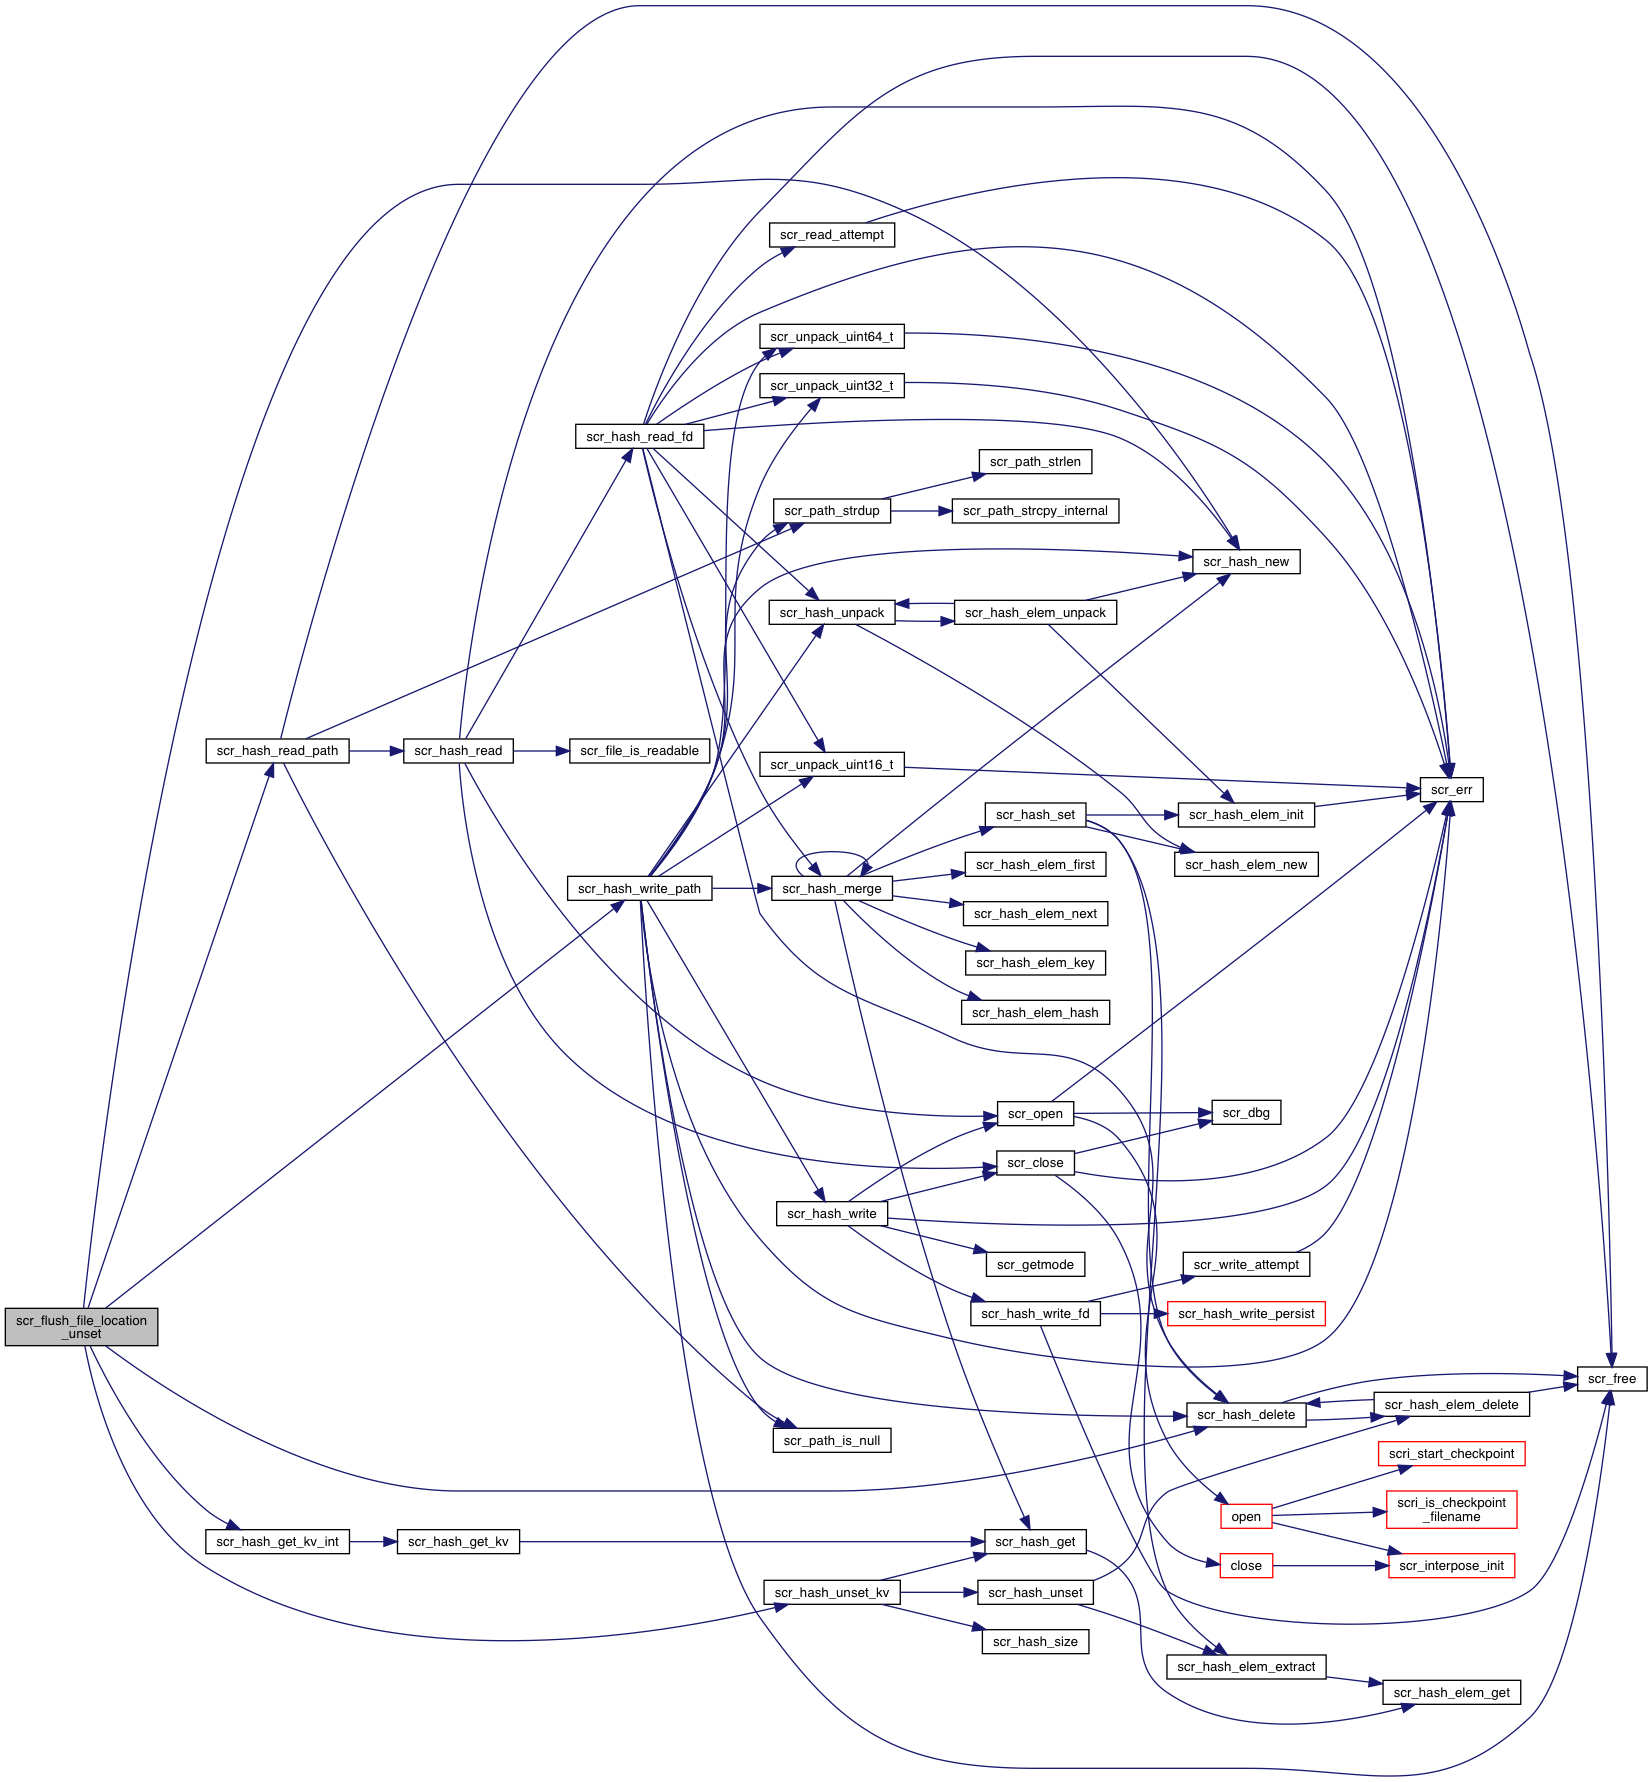 scr_read_attempt
scr_unpack_uint64_t
scr_unpack_uint32_t
scr_hash_read_fd
scr_path_strlen
scr_path_strdup
scr_path_strcpy_internal
scr_hash_new
scr_hash_unpack
scr_hash_elem_unpack
scr_hash_read_path
scr_hash_read
scr_file_is_readable
scr_unpack_uint16_t
scr_err
scr_hash_set
scr_hash_elem_init
scr_hash_elem_first
scr_hash_elem_new
scr_hash_write_path
scr_hash_merge
scr_hash_elem_next
scr_hash_elem_key
scr_hash_elem_hash
scr_open
scr_dbg
scr_close
scr_hash_write
scr_getmode
scr_write_attempt
scr_hash_write_fd
scr_hash_write_persist
scr_flush_file_location
_unset
scr_free
scr_hash_elem_delete
scr_hash_delete
scr_path_is_null
scri_start_checkpoint
scri_is_checkpoint
_filename
open
scr_hash_get_kv_int
scr_hash_get_kv
scr_hash_get
close
scr_interpose_init
scr_hash_unset_kv
scr_hash_unset
scr_hash_size
scr_hash_elem_extract
scr_hash_elem_get